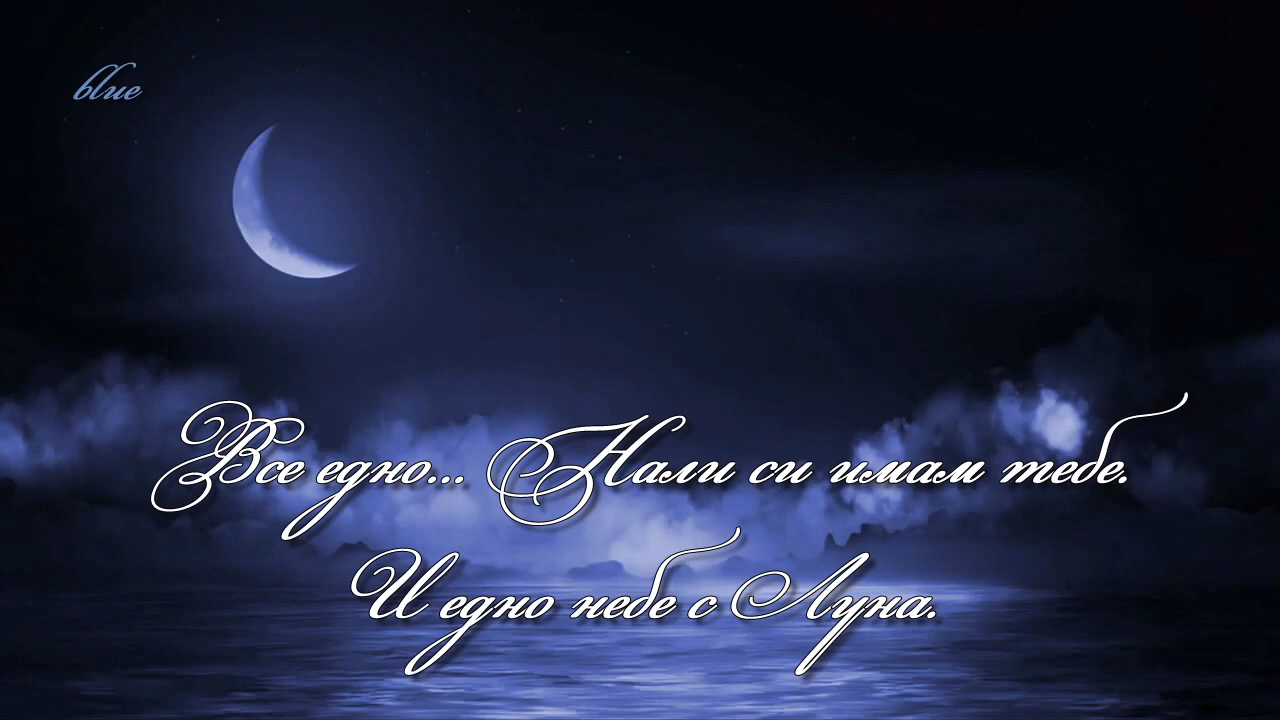 blue
Все едно... Нали си имам тебе.
И едно небе с Луна.